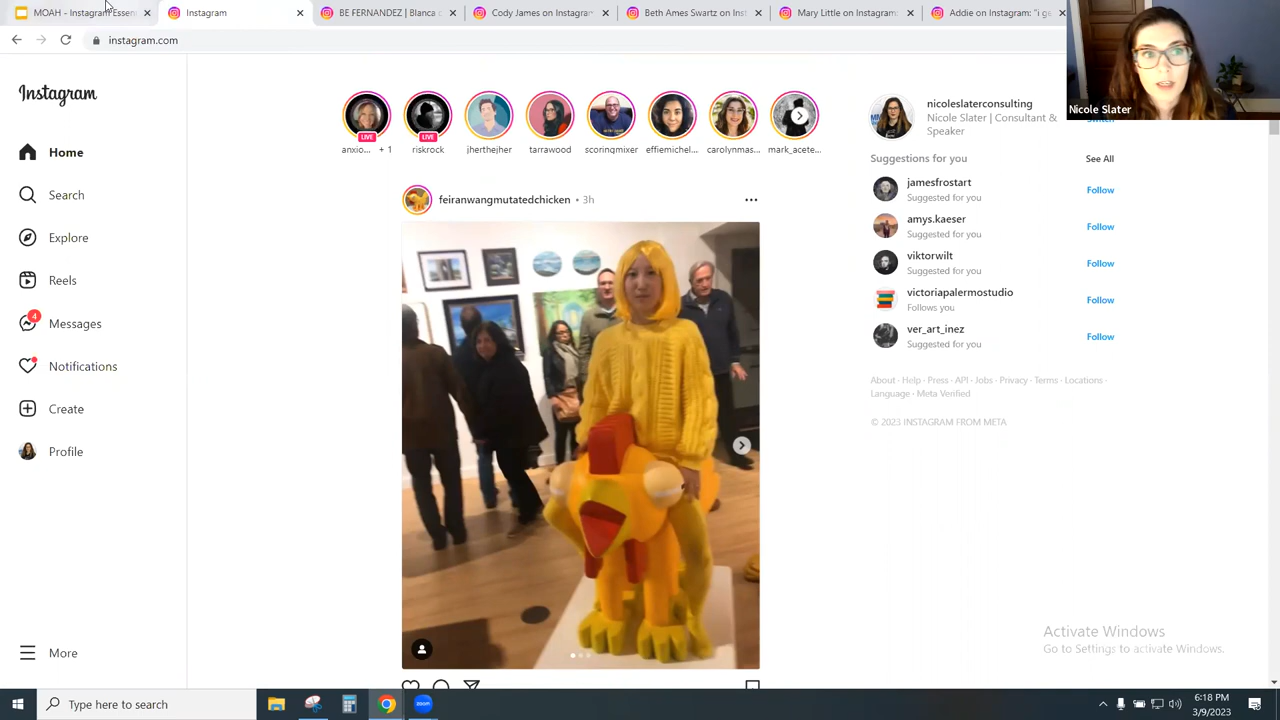 MOAH - Instagram Essen
Instagram
BE FERNANDEZ | Blanca
Cody James on Instagram
Beth Ames Swartz on Inst
Mary Little on Instagram:
Addie on Instagram: "i g
instagram.com
Instagram
Home
Search
Explore
Reels
4
Messages
Notifications
Create
Profile
More
LIVE
LIVE
anxio... + 1
riskrock
jherthejher
tarrawood
scoringmixer
effiemichel...
carolynmas...
mark_acete...
feiranwangmutatedchicken • 3h
Nicole Slater
nicoleslaterconsulting
Nicole Slater | Consultant &
Speaker
Switch
Suggestions for you
See All
jamesfrostart
Suggested for you
Follow
amys.kaeser
Suggested for you
Follow
viktorwilt
Suggested for you
Follow
victoriapalermostudio
Follows you
Follow
ver_art_inez
Suggested for you
Follow
About · Help · Press · API · Jobs · Privacy · Terms · Locations ·
Language · Meta Verified
© 2023 INSTAGRAM FROM META
Activate Windows
Go to Settings to activate Windows.
Type here to search
zoom
6:18 PM
3/9/2023